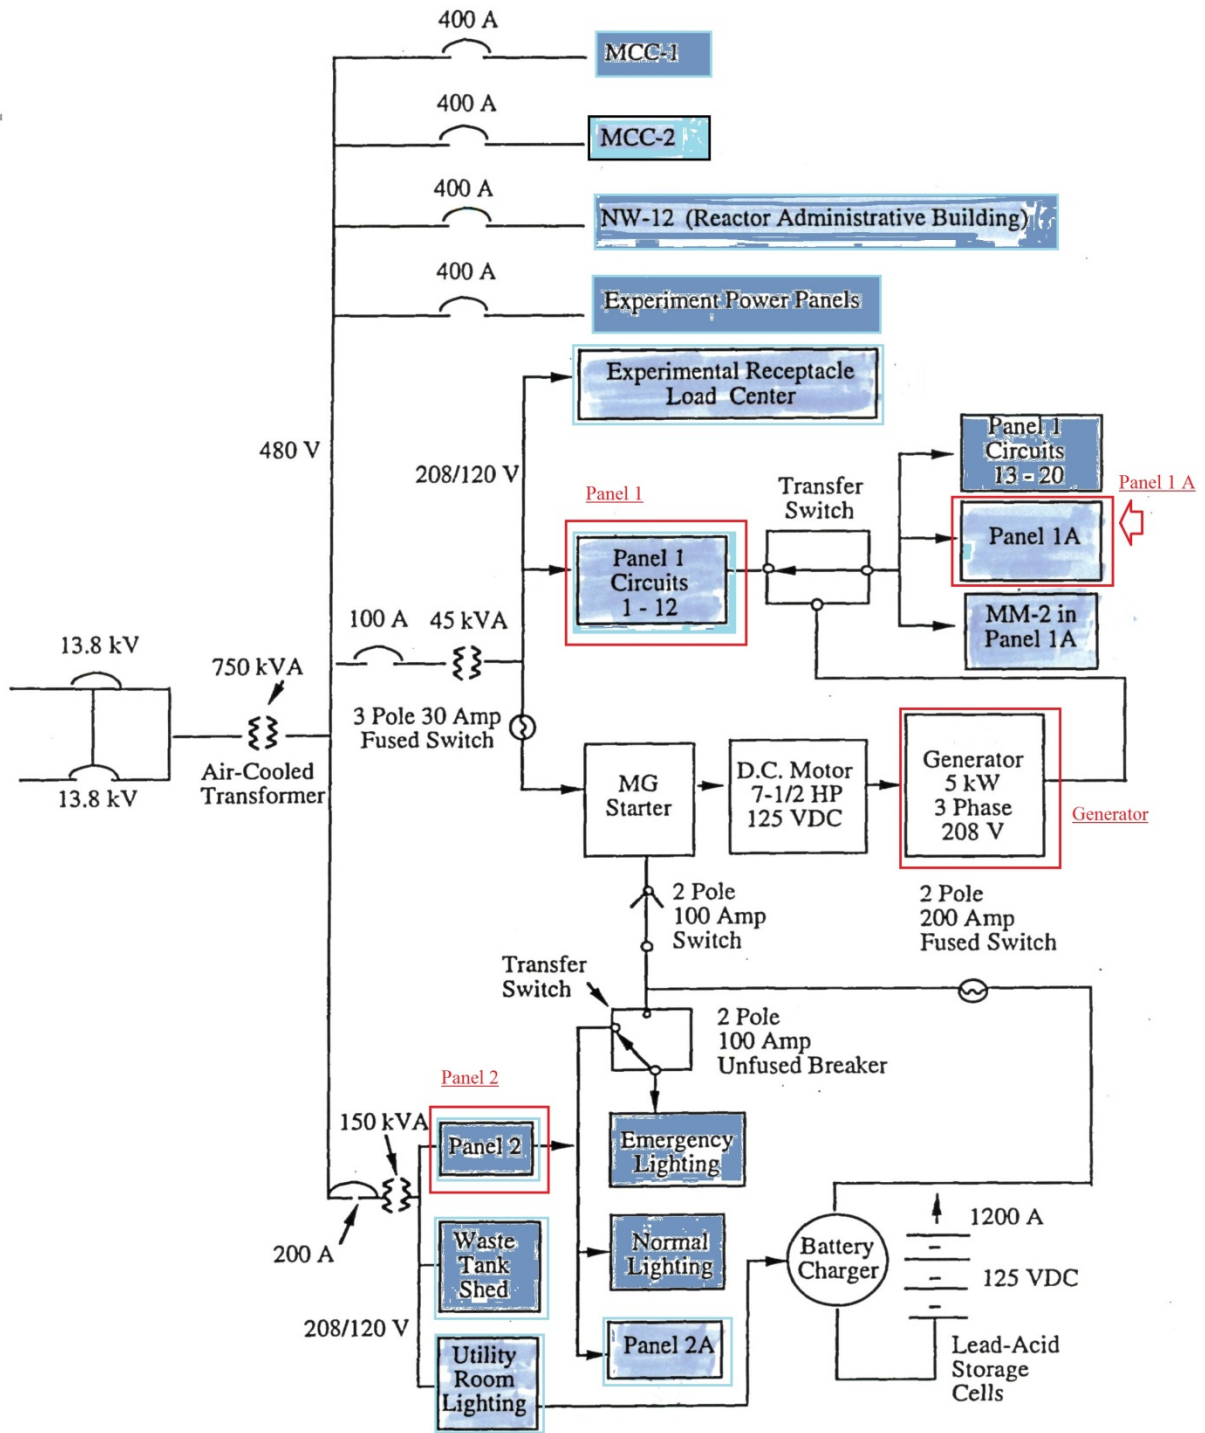 400 A
MCC-1
400 A
MCC-2
400 A
NW-12 (Reactor Administrative Building)
400 A
Experiment Power Panels
Experimental Receptacle
Load Center
480 V
208/120 V
Panel 1
Circuits
13 - 20
Panel 1 A
Transfer
Switch
Panel 1
Panel 1A
Panel 1
Circuits
1 - 12
MM-2 in
Panel 1A
100 A
45 kVA
13.8 kV
750 kVA
3 Pole 30 Amp
Fused Switch
Air-Cooled
Transformer
13.8 kV
MG
Starter
D.C. Motor
7-1/2 HP
125 VDC
Generator
5 kW
3 Phase
208 V
Generator
2 Pole
100 Amp
Switch
2 Pole
200 Amp
Fused Switch
Transfer
Switch
2 Pole
100 Amp
Unfused Breaker
Panel 2
150 kVA
Panel 2
Emergency
Lighting
200 A
Waste
Tank
Shed
Normal
Lighting
Battery
Charger
1200 A
125 VDC
208/120 V
Utility
Room
Lighting
Panel 2A
Lead-Acid
Storage
Cells